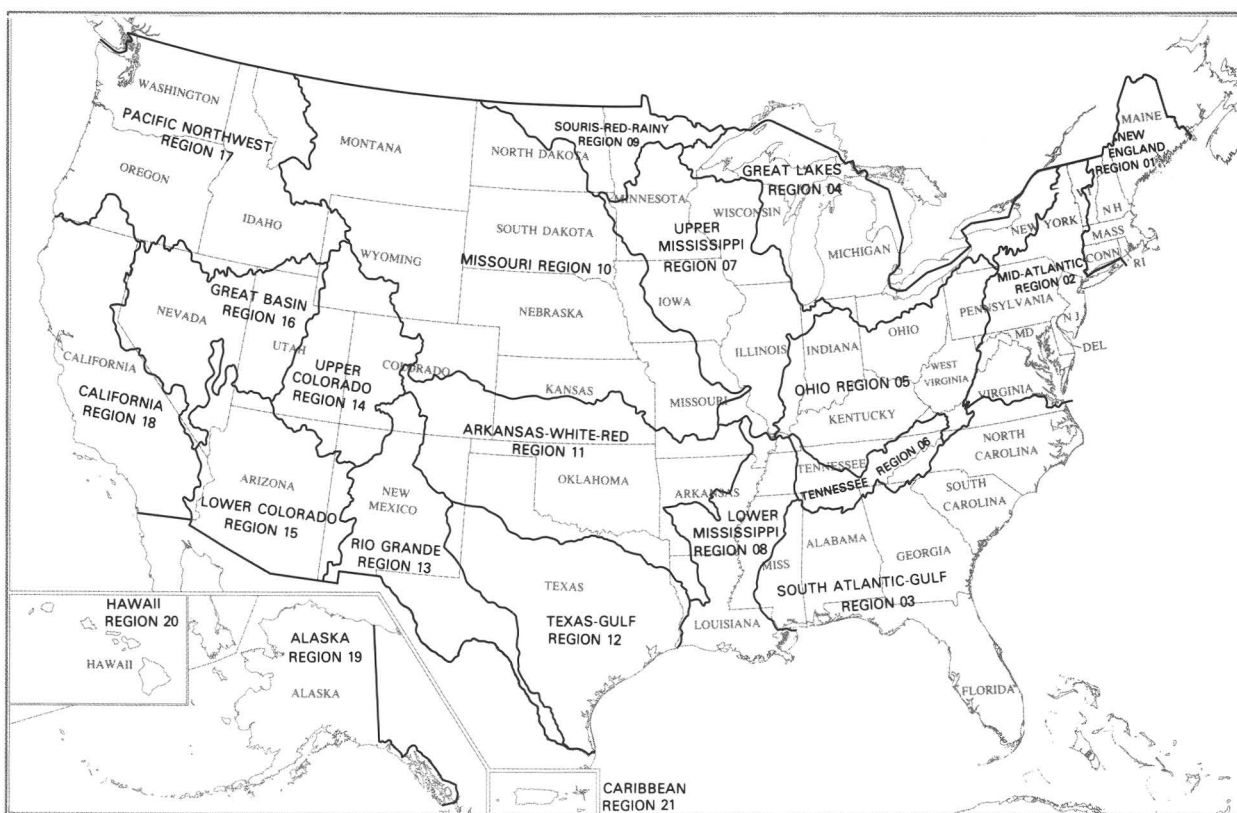 WASHINGTON
PACIFIC NORTHWEST
REGION 17
OREGON
IDAHO
MONTANA
WYOMING
NORTH DAKOTA
SOUTH DAKOTA
MISSOURI REGION 10
NEBRASKA
KANSAS
MISSOURI
SOURIS-RED-RAINY
REGION 09
MINNESOTA
WISCONSIN
UPPER
MISSISSIPPI
REGION 07
IOWA
ILLINOIS
GREAT LAKES
REGION 04
MICHIGAN
MAINE
NEW
ENGLAND
REGION 01
N H
MASS
CONN
RI
NEW YORK
MID-ATLANTIC
REGION 02
PENNSYLVANIA
N J
MD
DEL
VIRGINIA
INDIANA
OHIO
WEST
VIRGINIA
OHIO REGION 05
KENTUCKY
TENNESSEE
TENNESSEE
REGION 06
NORTH
CAROLINA
SOUTH
CAROLINA
GEORGIA
ALABAMA
SOUTH ATLANTIC-GULF
REGION 03
FLORIDA
MISS
LOWER
MISSISSIPPI
REGION 08
ARKANSAS
LOUISIANA
ARKANSAS-WHITE-RED
REGION 11
OKLAHOMA
TEXAS
TEXAS-GULF
REGION 12
NEW
MEXICO
RIO GRANDE
REGION 13
COLORADO
UPPER
COLORADO
REGION 14
UTAH
GREAT BASIN
REGION 16
NEVADA
CALIFORNIA
CALIFORNIA
REGION 18
ARIZONA
LOWER COLORADO
REGION 15
HAWAII
REGION 20
HAWAII
ALASKA
REGION 19
ALASKA
CARIBBEAN
REGION 21